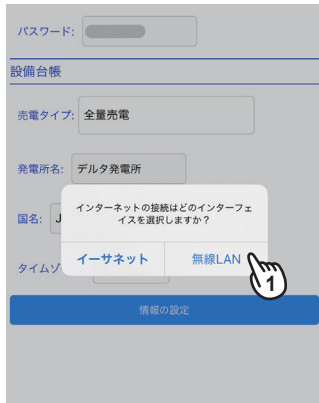 パスワード:
設備台帳
売電タイプ: 全量売電
発電所名: デルタ発電所
国名: J
インターネットの接続はどのインターフェ
イスを選択しますか？
イーサネット 無線LAN
1
タイムゾ
情報の設定